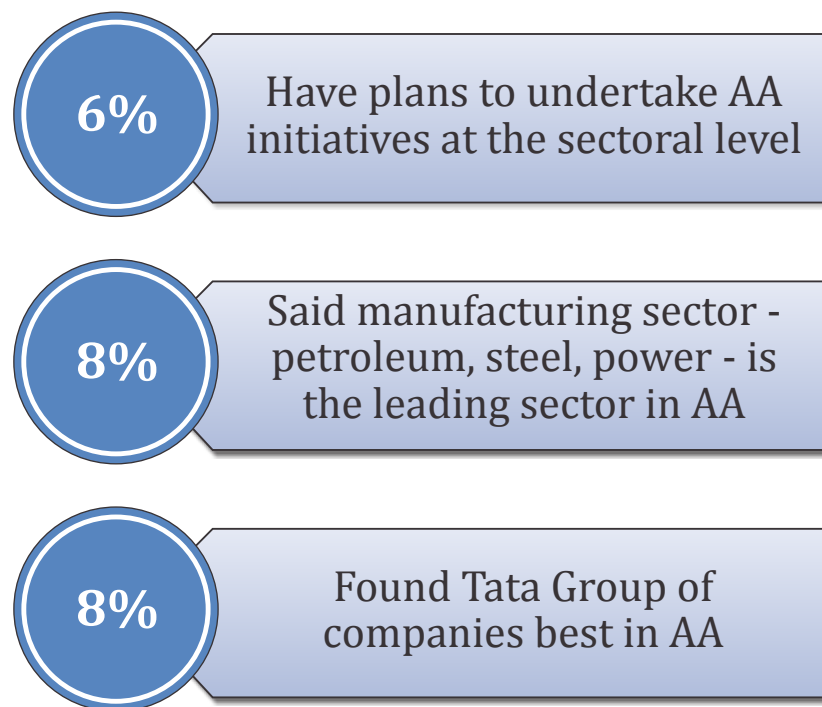 6%
Have plans to undertake AA
initiatives at the sectoral level
8%
Said manufacturing sector -
petroleum, steel, power - is
the leading sector in AA
8%
Found Tata Group of
companies best in AA